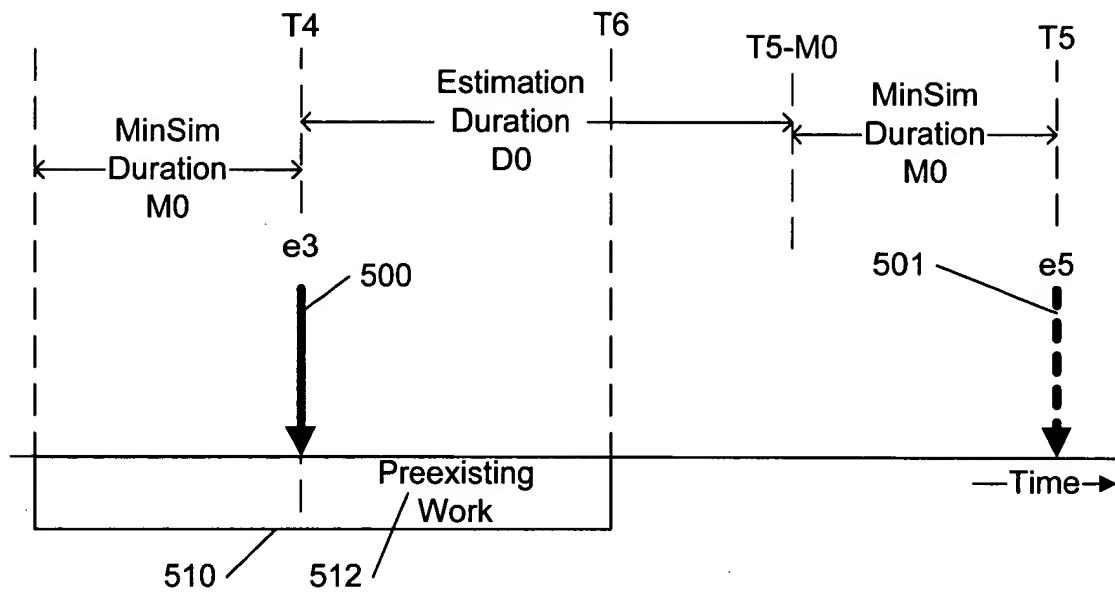 T4
T6
T5-M0
T5
MinSim
Duration
M0
Estimation
Duration
D0
MinSim
Duration
M0
e3
500
501
e5
Preexisting
Work
Time
510
512